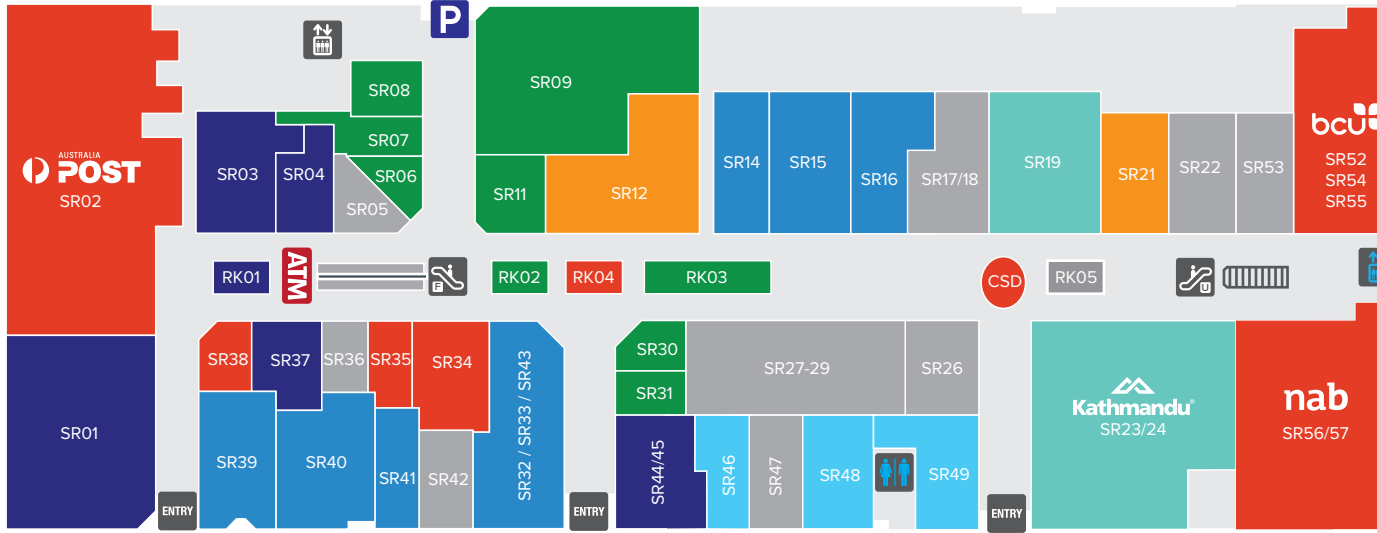 P
SR09
SR08
SR07
SR06
SR03
SR04
SR05
AUSTRALIA
POST
SR02
SR11
SR12
SR14
SR15
SR16
SR17/18
SR19
SR21
SR22
SR53
bcu
SR52
SR54
SR55
RK01
ATM
F
RK02
RK04
RK03
CSD
RK05
U
SR01
SR38
SR37
SR36
SR35
SR34
SR32 / SR33 / SR43
SR39
SR40
SR41
SR42
SR30
SR31
SR27-29
SR26
SR44/45
SR46
SR47
SR48
SR49
Kathmandu®
SR23/24
nab
SR56/57
ENTRY
ENTRY
ENTRY